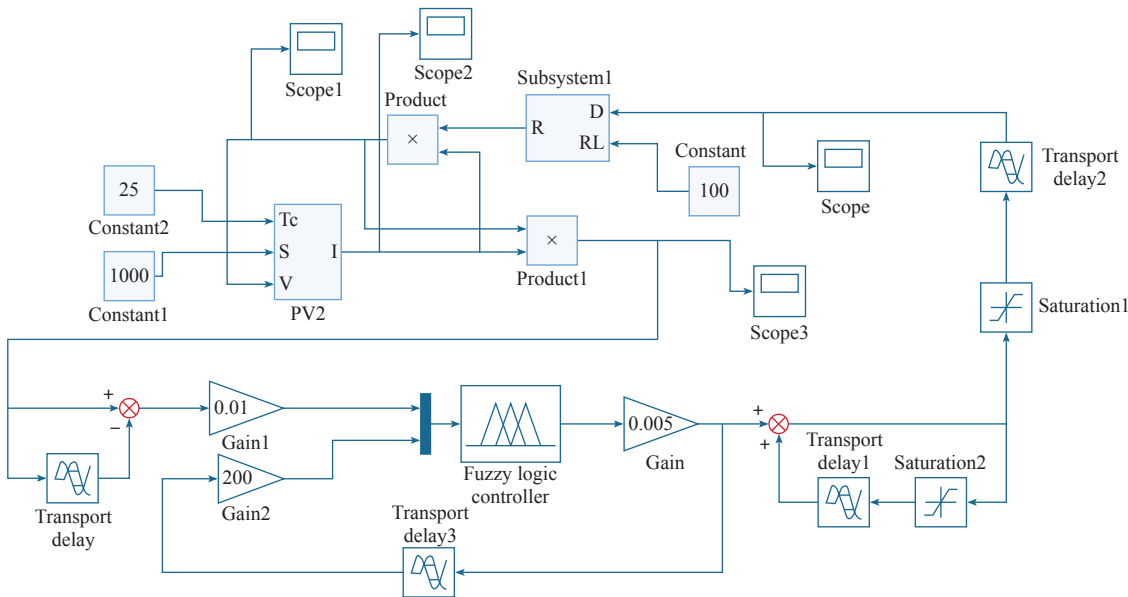 Scope1
Scope2
Subsystem1
Product
×
R
D
RL
Constant
100
Scope
Transport
delay2
25
Constant2
Tc
S
V
I
PV2
1000
Constant1
×
Product1
Scope3
Saturation1
+
−
0.01
Gain1
200
Gain2
Transport
delay
Fuzzy logic
controller
0.005
Gain
+
+
Transport
delay1
Saturation2
Transport
delay3